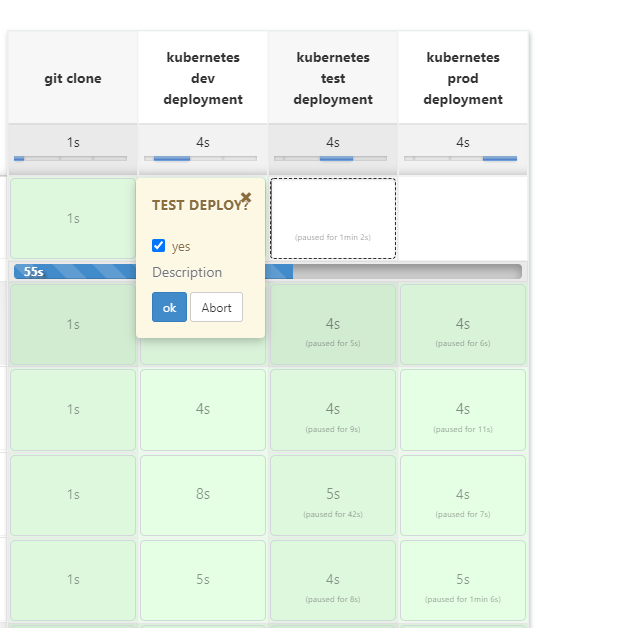 git clone
kubernetes
dev
deployment
kubernetes
test
deployment
kubernetes
prod
deployment
1s
4s
4s
4s
1s
TEST DEPLOY?
yes
Description
ok
Abort
(paused for 1min 2s)
55s
1s
4s
(paused for 5s)
4s
(paused for 6s)
1s
4s
4s
(paused for 9s)
4s
(paused for 11s)
1s
8s
5s
(paused for 42s)
4s
(paused for 7s)
1s
5s
4s
(paused for 8s)
5s
(paused for 1min 6s)